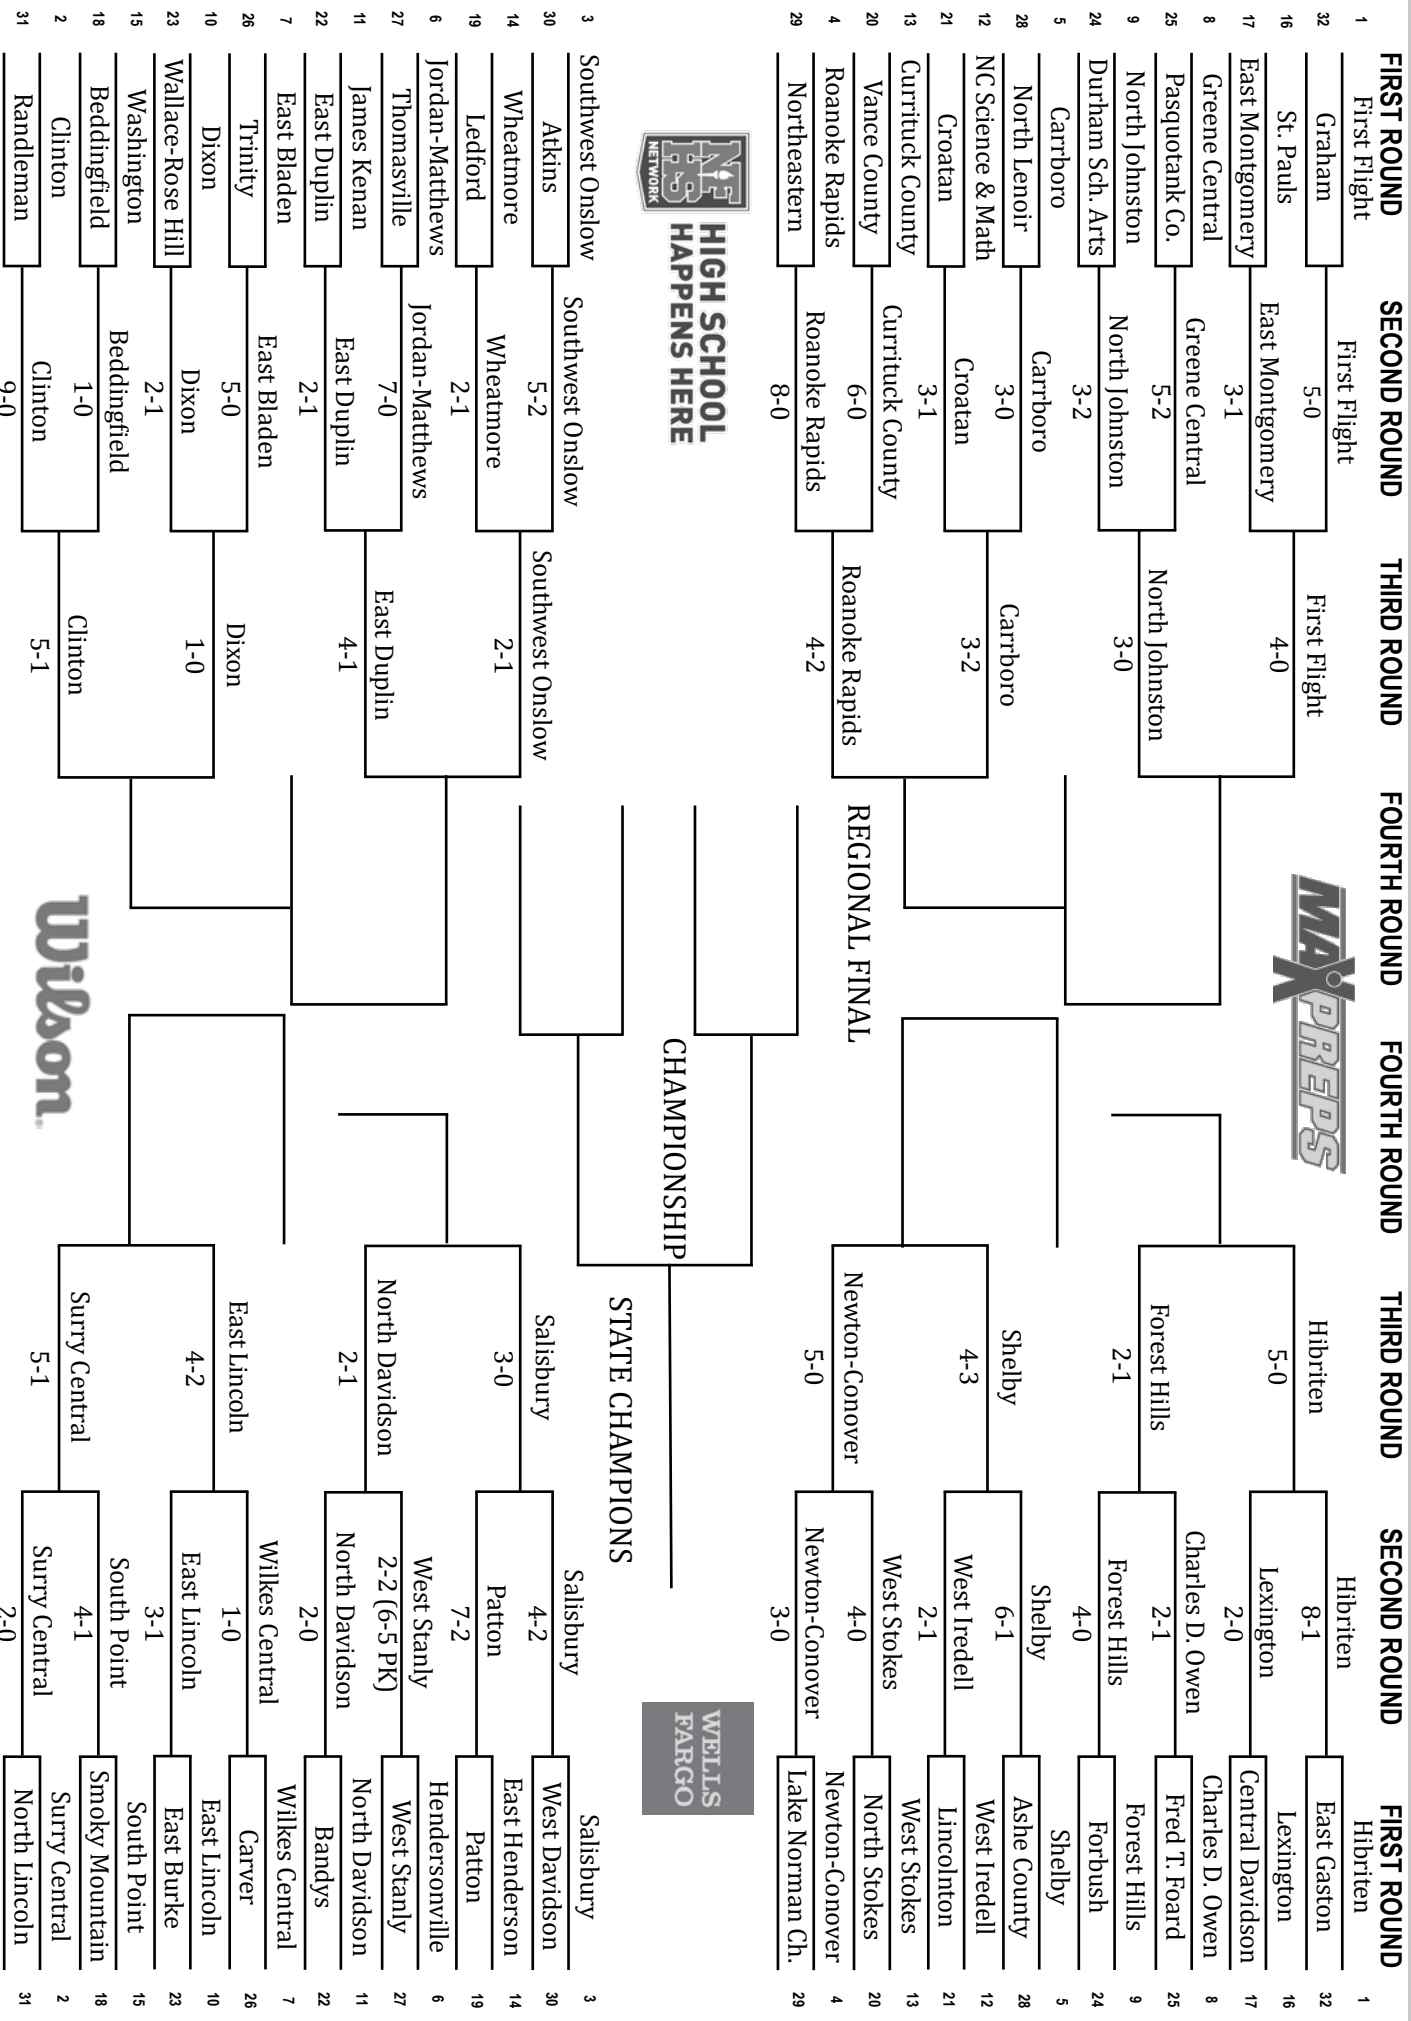 FIRST ROUND
SECOND ROUND
THIRD ROUND
FOURTH ROUND
FOURTH ROUND
THIRD ROUND
SECOND ROUND
FIRST ROUND
1 First Flight
32 Graham
16 St. Pauls
17 East Montgomery
8 Greene Central
25 Pasquotank Co.
9 North Johnston
24 Durham Sch. Arts
5 Carrboro
28 North Lenoir
12 NC Science & Math
21 Croatan
13 Currituck County
20 Vance County
4 Roanoke Rapids
29 Northeastern
3 Southwest Onslow
30 Atkins
14 Wheatmore
19 Ledford
6 Jordan-Matthews
27 Thomasville
11 James Kenan
22 East Duplin
7 East Bladen
26 Trinity
10 Dixon
23 Wallace-Rose Hill
15 Washington
18 Beddingfield
2 Clinton
31 Randleman
First Flight
5-0
East Montgomery
3-1
Greene Central
5-2
North Johnston
3-2
Carrboro
3-0
Croatan
3-1
Currituck County
6-0
Roanoke Rapids
8-0
Southwest Onslow
5-2
Wheatmore
2-1
Jordan-Matthews
7-0
East Duplin
2-1
East Bladen
5-0
Dixon
2-1
Beddingfield
1-0
Clinton
9-0
First Flight
4-0
North Johnston
3-0
Carrboro
3-2
Roanoke Rapids
4-2
Southwest Onslow
2-1
East Duplin
4-1
Dixon
1-0
Clinton
5-1
NFHS
NETWORK
HIGH SCHOOL
HAPPENS HERE
MAXPREPS
REGIONAL FINAL
CHAMPIONSHIP
STATE CHAMPIONS
Wilson
WELLS
FARGO
Hibriten
5-0
Forest Hills
2-1
Shelby
4-3
Newton-Conover
5-0
Salisbury
3-0
North Davidson
2-1
East Lincoln
4-2
Surry Central
5-1
Hibriten
8-1
Lexington
2-0
Charles D. Owen
2-1
Forest Hills
4-0
Shelby
6-1
West Iredell
2-1
West Stokes
4-0
Newton-Conover
3-0
Salisbury
4-2
Patton
7-2
West Stanly
2-2 (6-5 PK)
North Davidson
2-0
Wilkes Central
1-0
East Lincoln
3-1
South Point
4-1
Surry Central
2-0
Hibriten 1
East Gaston 32
Lexington 16
Central Davidson 17
Charles D. Owen 8
Fred T. Foard 25
Forest Hills 9
Forbush 24
Shelby 5
Ashe County 28
West Iredell 12
Lincolnton 21
West Stokes 13
North Stokes 20
Newton-Conover 4
Lake Norman Ch. 29
Salisbury 3
West Davidson 30
East Henderson 14
Patton 19
Hendersonville 6
West Stanly 27
North Davidson 11
Bandys 22
Wilkes Central 7
Carver 26
East Lincoln 10
East Burke 23
South Point 15
Smoky Mountain 18
Surry Central 2
North Lincoln 31